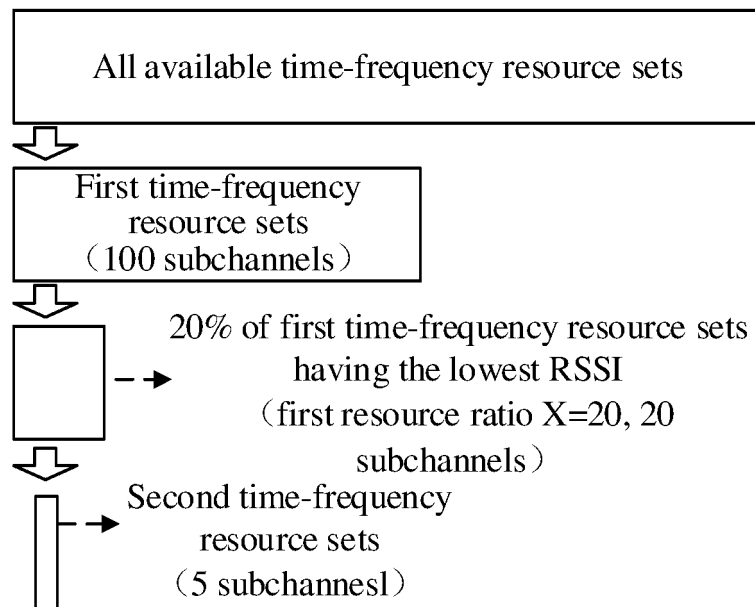 All available time-frequency resource sets
First time-frequency
resource sets
（100 subchannels）
20% of first time-frequency resource sets
having the lowest RSSI
（first resource ratio X=20, 20
subchannels）
Second time-frequency
resource sets
（5 subchannesl）